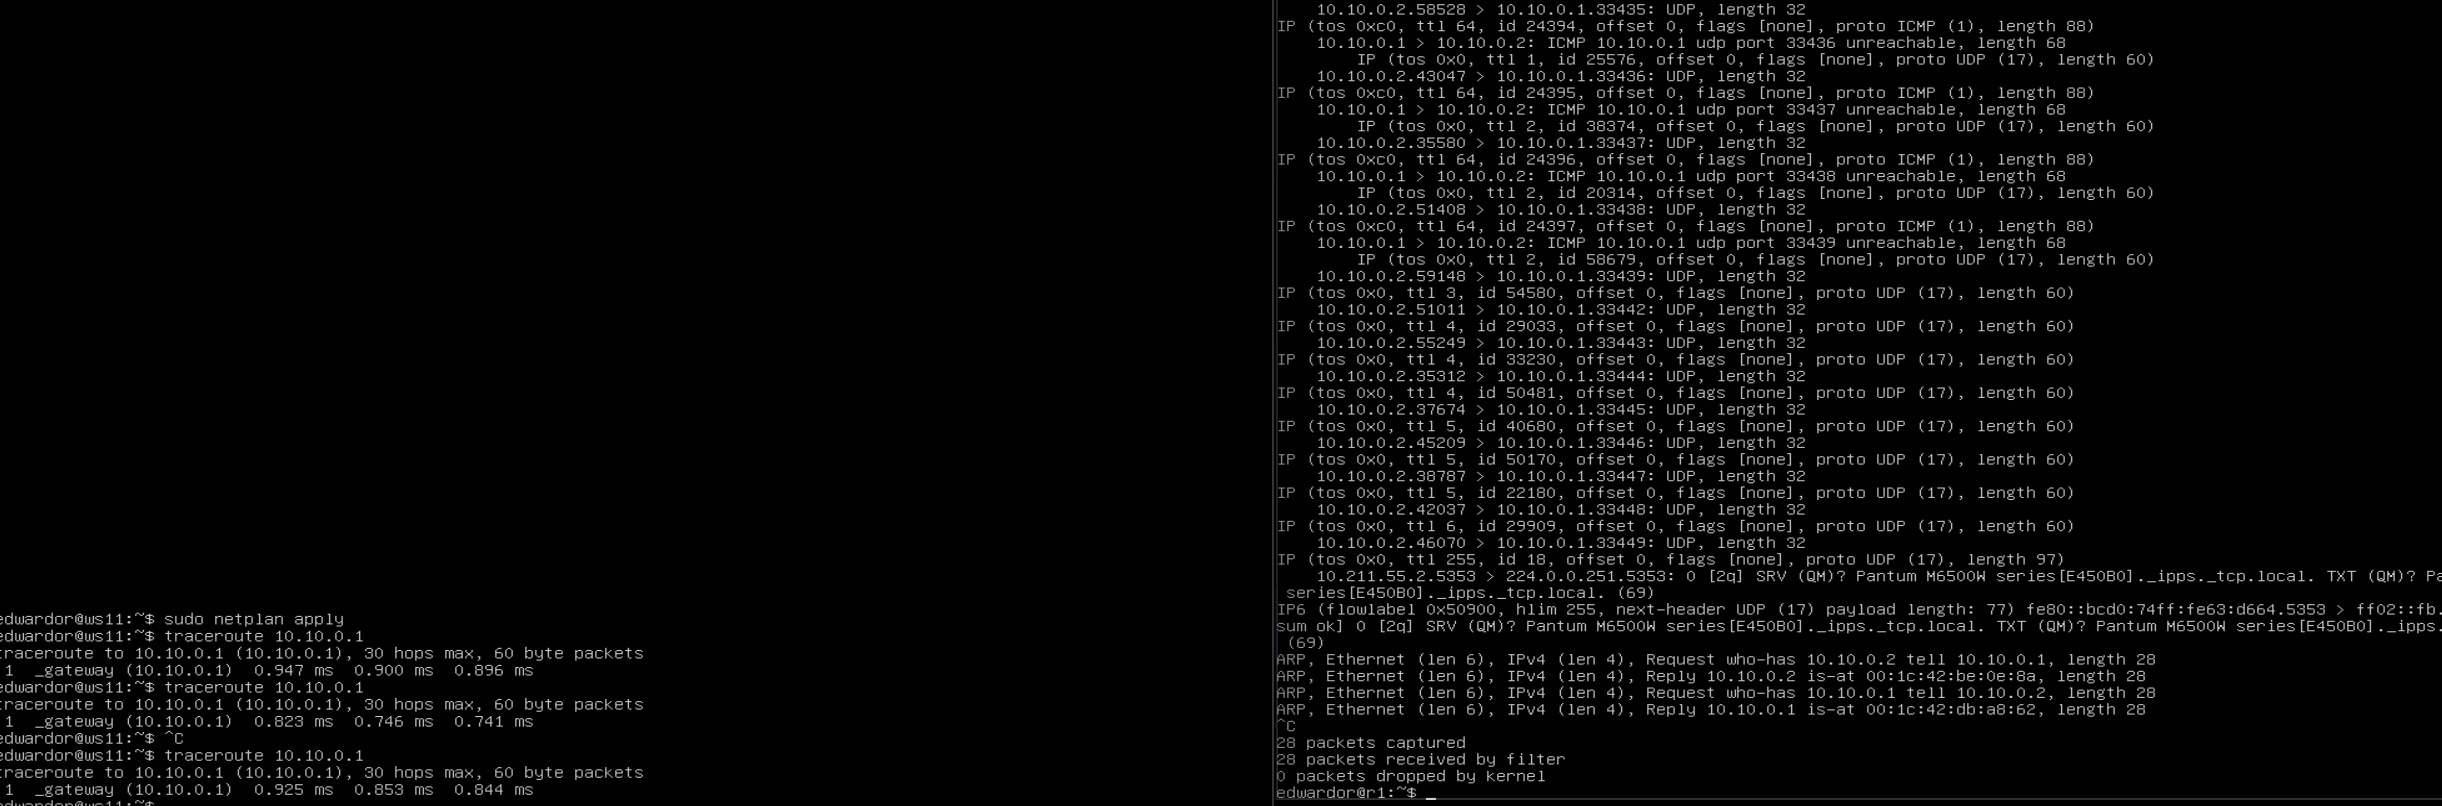 edwardor@ws11:~$ sudo netplan apply
edwardor@ws11:~$ traceroute 10.10.0.1
traceroute to 10.10.0.1 (10.10.0.1), 30 hops max, 60 byte packets
1 _gateway (10.10.0.1) 0.947 ms 0.900 ms 0.896 ms
edwardor@ws11:~$ traceroute 10.10.0.1
traceroute to 10.10.0.1 (10.10.0.1), 30 hops max, 60 byte packets
1 _gateway (10.10.0.1) 0.823 ms 0.746 ms 0.741 ms
edwardor@ws11:~$ ^C
edwardor@ws11:~$ traceroute 10.10.0.1
traceroute to 10.10.0.1 (10.10.0.1), 30 hops max, 60 byte packets
1 _gateway (10.10.0.1) 0.925 ms 0.853 ms 0.844 ms
10.10.0.2.58528 > 10.10.0.1.33435: UDP, length 32
IP (tos 0xc0, ttl 64, id 24394, offset 0, flags [none], proto ICMP (1), length 88)
10.10.0.1 > 10.10.0.2: ICMP 10.10.0.1 udp port 33436 unreachable, length 68
IP (tos 0x0, ttl 1, id 25576, offset 0, flags [none], proto UDP (17), length 60)
10.10.0.2.43047 > 10.10.0.1.33436: UDP, length 32
IP (tos 0xc0, ttl 64, id 24395, offset 0, flags [none], proto ICMP (1), length 88)
10.10.0.1 > 10.10.0.2: ICMP 10.10.0.1 udp port 33437 unreachable, length 68
IP (tos 0x0, ttl 2, id 38374, offset 0, flags [none], proto UDP (17), length 60)
10.10.0.2.35580 > 10.10.0.1.33437: UDP, length 32
IP (tos 0xc0, ttl 64, id 24396, offset 0, flags [none], proto ICMP (1), length 88)
10.10.0.1 > 10.10.0.2: ICMP 10.10.0.1 udp port 33438 unreachable, length 68
IP (tos 0x0, ttl 2, id 20314, offset 0, flags [none], proto UDP (17), length 60)
10.10.0.2.51408 > 10.10.0.1.33438: UDP, length 32
IP (tos 0xc0, ttl 64, id 24397, offset 0, flags [none], proto ICMP (1), length 88)
10.10.0.1 > 10.10.0.2: ICMP 10.10.0.1 udp port 33439 unreachable, length 68
IP (tos 0x0, ttl 2, id 58679, offset 0, flags [none], proto UDP (17), length 60)
10.10.0.2.59148 > 10.10.0.1.33439: UDP, length 32
IP (tos 0x0, ttl 3, id 54580, offset 0, flags [none], proto UDP (17), length 60)
10.10.0.2.51011 > 10.10.0.1.33442: UDP, length 32
IP (tos 0x0, ttl 4, id 29033, offset 0, flags [none], proto UDP (17), length 60)
10.10.0.2.55249 > 10.10.0.1.33443: UDP, length 32
IP (tos 0x0, ttl 4, id 33230, offset 0, flags [none], proto UDP (17), length 60)
10.10.0.2.35312 > 10.10.0.1.33444: UDP, length 32
IP (tos 0x0, ttl 4, id 50481, offset 0, flags [none], proto UDP (17), length 60)
10.10.0.2.37674 > 10.10.0.1.33445: UDP, length 32
IP (tos 0x0, ttl 5, id 40680, offset 0, flags [none], proto UDP (17), length 60)
10.10.0.2.45209 > 10.10.0.1.33446: UDP, length 32
IP (tos 0x0, ttl 5, id 50170, offset 0, flags [none], proto UDP (17), length 60)
10.10.0.2.38787 > 10.10.0.1.33447: UDP, length 32
IP (tos 0x0, ttl 5, id 22180, offset 0, flags [none], proto UDP (17), length 60)
10.10.0.2.42037 > 10.10.0.1.33448: UDP, length 32
IP (tos 0x0, ttl 6, id 29909, offset 0, flags [none], proto UDP (17), length 60)
10.10.0.2.46070 > 10.10.0.1.33449: UDP, length 32
IP (tos 0x0, ttl 255, id 18, offset 0, flags [none], proto UDP (17), length 97)
10.211.55.2.5353 > 224.0.0.251.5353: 0 [2q] SRV (QM)? Pantum M6500W series[E450B0]._ipps._tcp.local. TXT (QM)? Pa
series[E450B0]._ipps._tcp.local. (69)
IP6 (flowlabel 0x50900, hlim 255, next-header UDP (17) payload length: 77) fe80::bcd0:74ff:fe63:d664.5353 > ff02::fb.
sum ok] 0 [2q] SRV (QM)? Pantum M6500W series[E450B0]._ipps._tcp.local. TXT (QM)? Pantum M6500W series[E450B0]._ipps.
(69)
ARP, Ethernet (len 6), IPv4 (len 4), Request who-has 10.10.0.2 tell 10.10.0.1, length 28
ARP, Ethernet (len 6), IPv4 (len 4), Reply 10.10.0.2 is-at 00:1c:42:be:0e:8a, length 28
ARP, Ethernet (len 6), IPv4 (len 4), Request who-has 10.10.0.1 tell 10.10.0.2, length 28
ARP, Ethernet (len 6), IPv4 (len 4), Reply 10.10.0.1 is-at 00:1c:42:db:a8:62, length 28
^C
28 packets captured
28 packets received by filter
0 packets dropped by kernel
edwardor@r1:~$ _